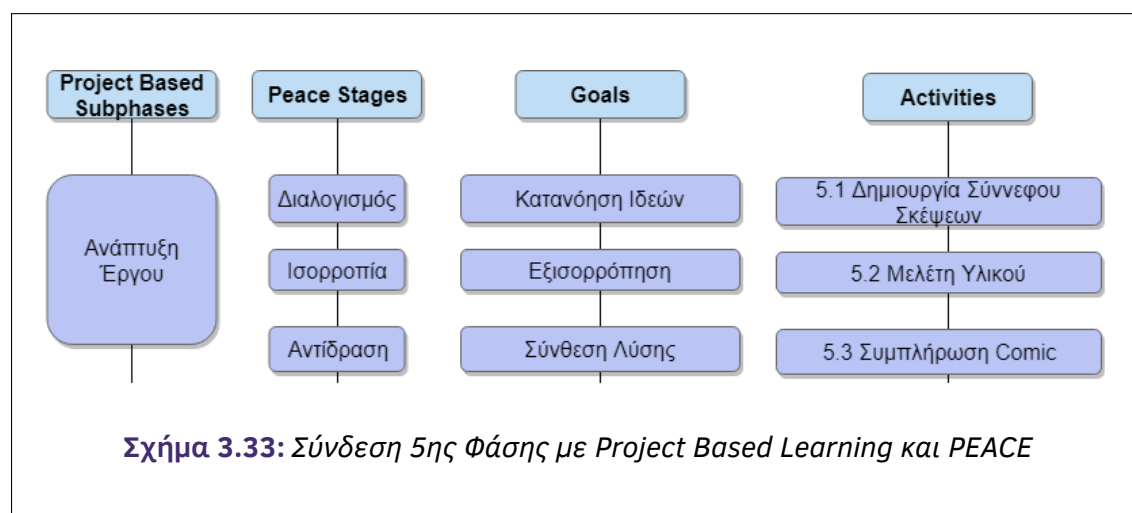 Project Based
Subphases
Peace Stages
Goals
Activities
Ανάπτυξη
Έργου
Διαλογισμός
Ισορροπία
Αντίδραση
Κατανόηση Ιδεών
Εξισορρόπηση
Σύνθεση Λύσης
5.1 Δημιουργία Σύννεφου
Σκέψεων
5.2 Μελέτη Υλικού
5.3 Συμπλήρωση Comic
Σχήμα 3.33: Σύνδεση 5ης Φάσης με Project Based Learning και PEACE